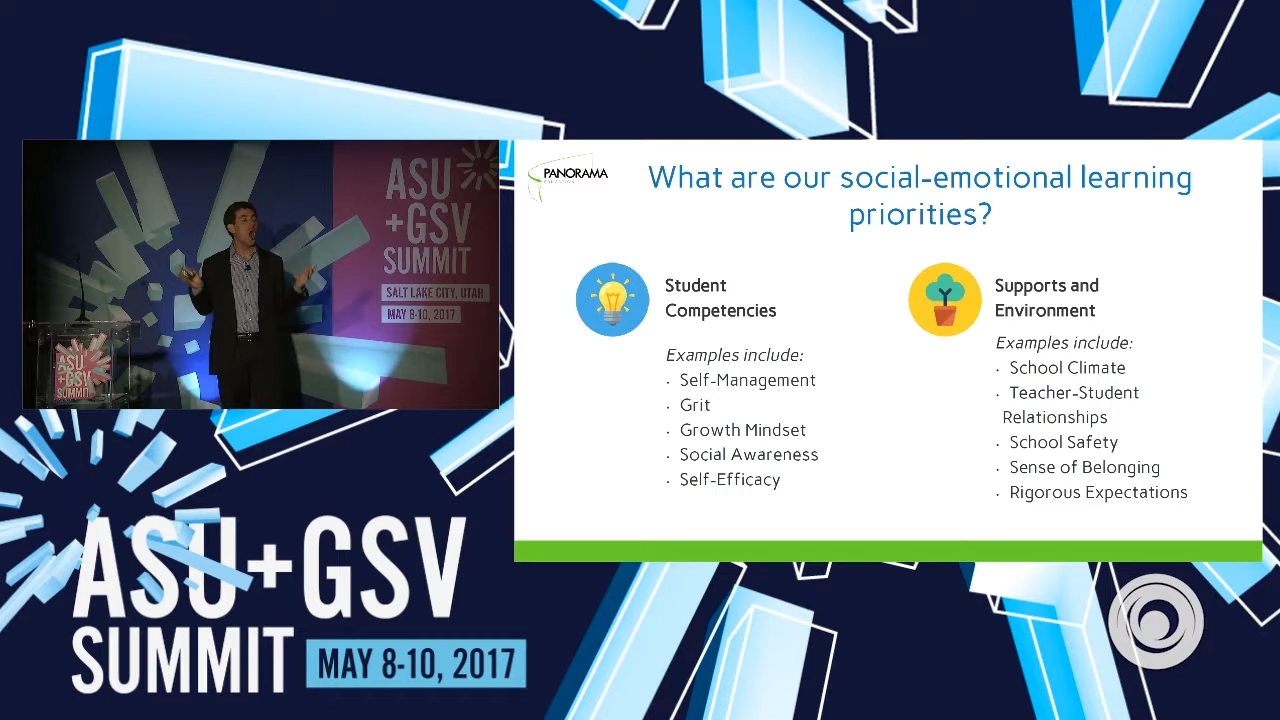 ASU
+GSV
SUMMIT
SALT LAKE CITY, UTAH
MAY 8-10, 2017
ASU
+GSV
SUMMIT
PANORAMA
EDUCATION
What are our social-emotional learning
priorities?
Student
Competencies
Examples include:
· Self-Management
· Grit
· Growth Mindset
· Social Awareness
· Self-Efficacy
Supports and
Environment
Examples include:
· School Climate
· Teacher-Student
Relationships
· School Safety
· Sense of Belonging
· Rigorous Expectations
ASU+GSV
SUMMIT
MAY 8-10, 2017